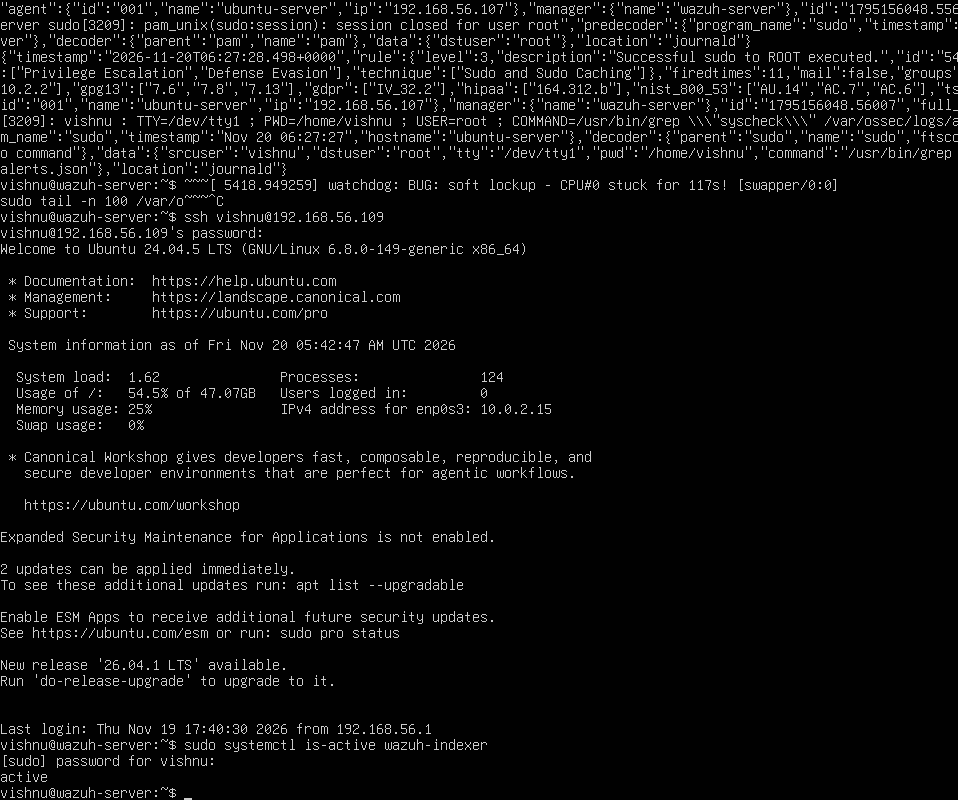 "agent":{"id":"001","name":"ubuntu-server","ip":"192.168.56.107"},"manager":{"name":"wazuh-server"},"id":"1795156048.556
erver sudo[3209]: pam_unix(sudo:session): session closed for user root","predecoder":{"program_name":"sudo","timestamp":
ver"},"decoder":{"parent":"pam","name":"pam"},"data":{"dstuser":"root"},"location":"journald"}
{"timestamp":"2026-11-20T06:27:28.498+0000","rule":{"level":3,"description":"Successful sudo to ROOT executed.","id":"54
:["Privilege Escalation","Defense Evasion"],"technique":["Sudo and Sudo Caching"]},"firedtimes":11,"mail":false,"groups"
10.2.2"],"gpg13":["7.6","7.8","7.13"],"gdpr":["IV_32.2"],"hipaa":["164.312.b"],"nist_800_53":["AU.14","AC.7","AC.6"],"ts
id":"001","name":"ubuntu-server","ip":"192.168.56.107"},"manager":{"name":"wazuh-server"},"id":"1795156048.56007","full_
[3209]: vishnu : TTY=/dev/tty1 ; PWD=/home/vishnu ; USER=root ; COMMAND=/usr/bin/grep \\\"syscheck\\\" /var/ossec/logs/a
m_name":"sudo","timestamp":"Nov 20 06:27:27","hostname":"ubuntu-server"},"decoder":{"parent":"sudo","name":"sudo","ftsco
o command"},"data":{"srcuser":"vishnu","dstuser":"root","tty":"/dev/tty1","pwd":"/home/vishnu","command":"/usr/bin/grep
alerts.json"},"location":"journald"}
vishnu@wazuh-server:~$ ~~~[ 5418.949259] watchdog: BUG: soft lockup - CPU#0 stuck for 117s! [swapper/0:0]
sudo tail -n 100 /var/o~~~^C
vishnu@wazuh-server:~$ ssh vishnu@192.168.56.109
vishnu@192.168.56.109's password:
Welcome to Ubuntu 24.04.5 LTS (GNU/Linux 6.8.0-149-generic x86_64)
* Documentation:  https://help.ubuntu.com
* Management:     https://landscape.canonical.com
* Support:        https://ubuntu.com/pro
System information as of Fri Nov 20 05:42:47 AM UTC 2026
System load:  1.62               Processes:               124
Usage of /:   54.5% of 47.07GB   Users logged in:         0
Memory usage: 25%                IPv4 address for enp0s3: 10.0.2.15
Swap usage:   0%
* Canonical Workshop gives developers fast, composable, reproducible, and
secure developer environments that are perfect for agentic workflows.
https://ubuntu.com/workshop
Expanded Security Maintenance for Applications is not enabled.
2 updates can be applied immediately.
To see these additional updates run: apt list --upgradable
Enable ESM Apps to receive additional future security updates.
See https://ubuntu.com/esm or run: sudo pro status
New release '26.04.1 LTS' available.
Run 'do-release-upgrade' to upgrade to it.
Last login: Thu Nov 19 17:40:30 2026 from 192.168.56.1
vishnu@wazuh-server:~$ sudo systemctl is-active wazuh-indexer
[sudo] password for vishnu:
active
vishnu@wazuh-server:~$ _